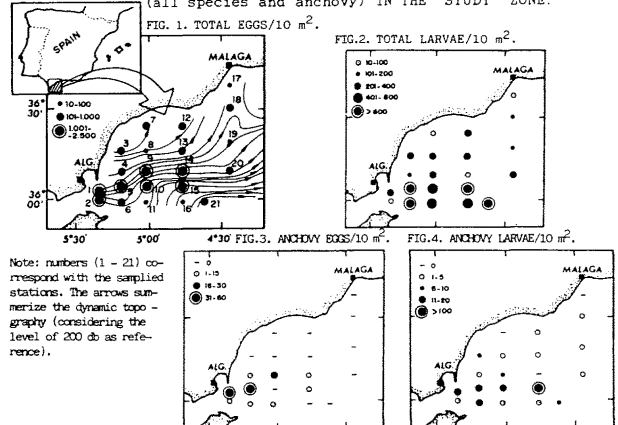 (all species and anchovy) IN THE STUDY ZONE.
FIG. 1. TOTAL EGGS/10 m².
FIG.2. TOTAL LARVAE/10 m².
SPAIN
MALAGA
17
18
36°
30'
• 10-100
● 101-1.000
1.001-
-2.500
7
12
3
8
13
19
4
9
14
20
ALG.
1
5
10
15
2
6
11
16
21
36°
00'
5°30'
5°00'
4°30'
MALAGA
○ 10-100
• 101-200
● 201-400
● 401-600
> 600
ALG.
FIG.3. ANCHOVY EGGS/10 m².
FIG.4. ANCHOVY LARVAE/10 m².
Note: numbers (1 - 21) co-
rrespond with the samplied
stations. The arrows sum-
merize the dynamic topo -
graphy (considering the
level of 200 db as refe-
rence).
- 0
○ 1-15
● 16-30
31-60
MALAGA
ALG.
- 0
○ 1-5
• 6-10
● 11-20
>100
MALAGA
ALG.